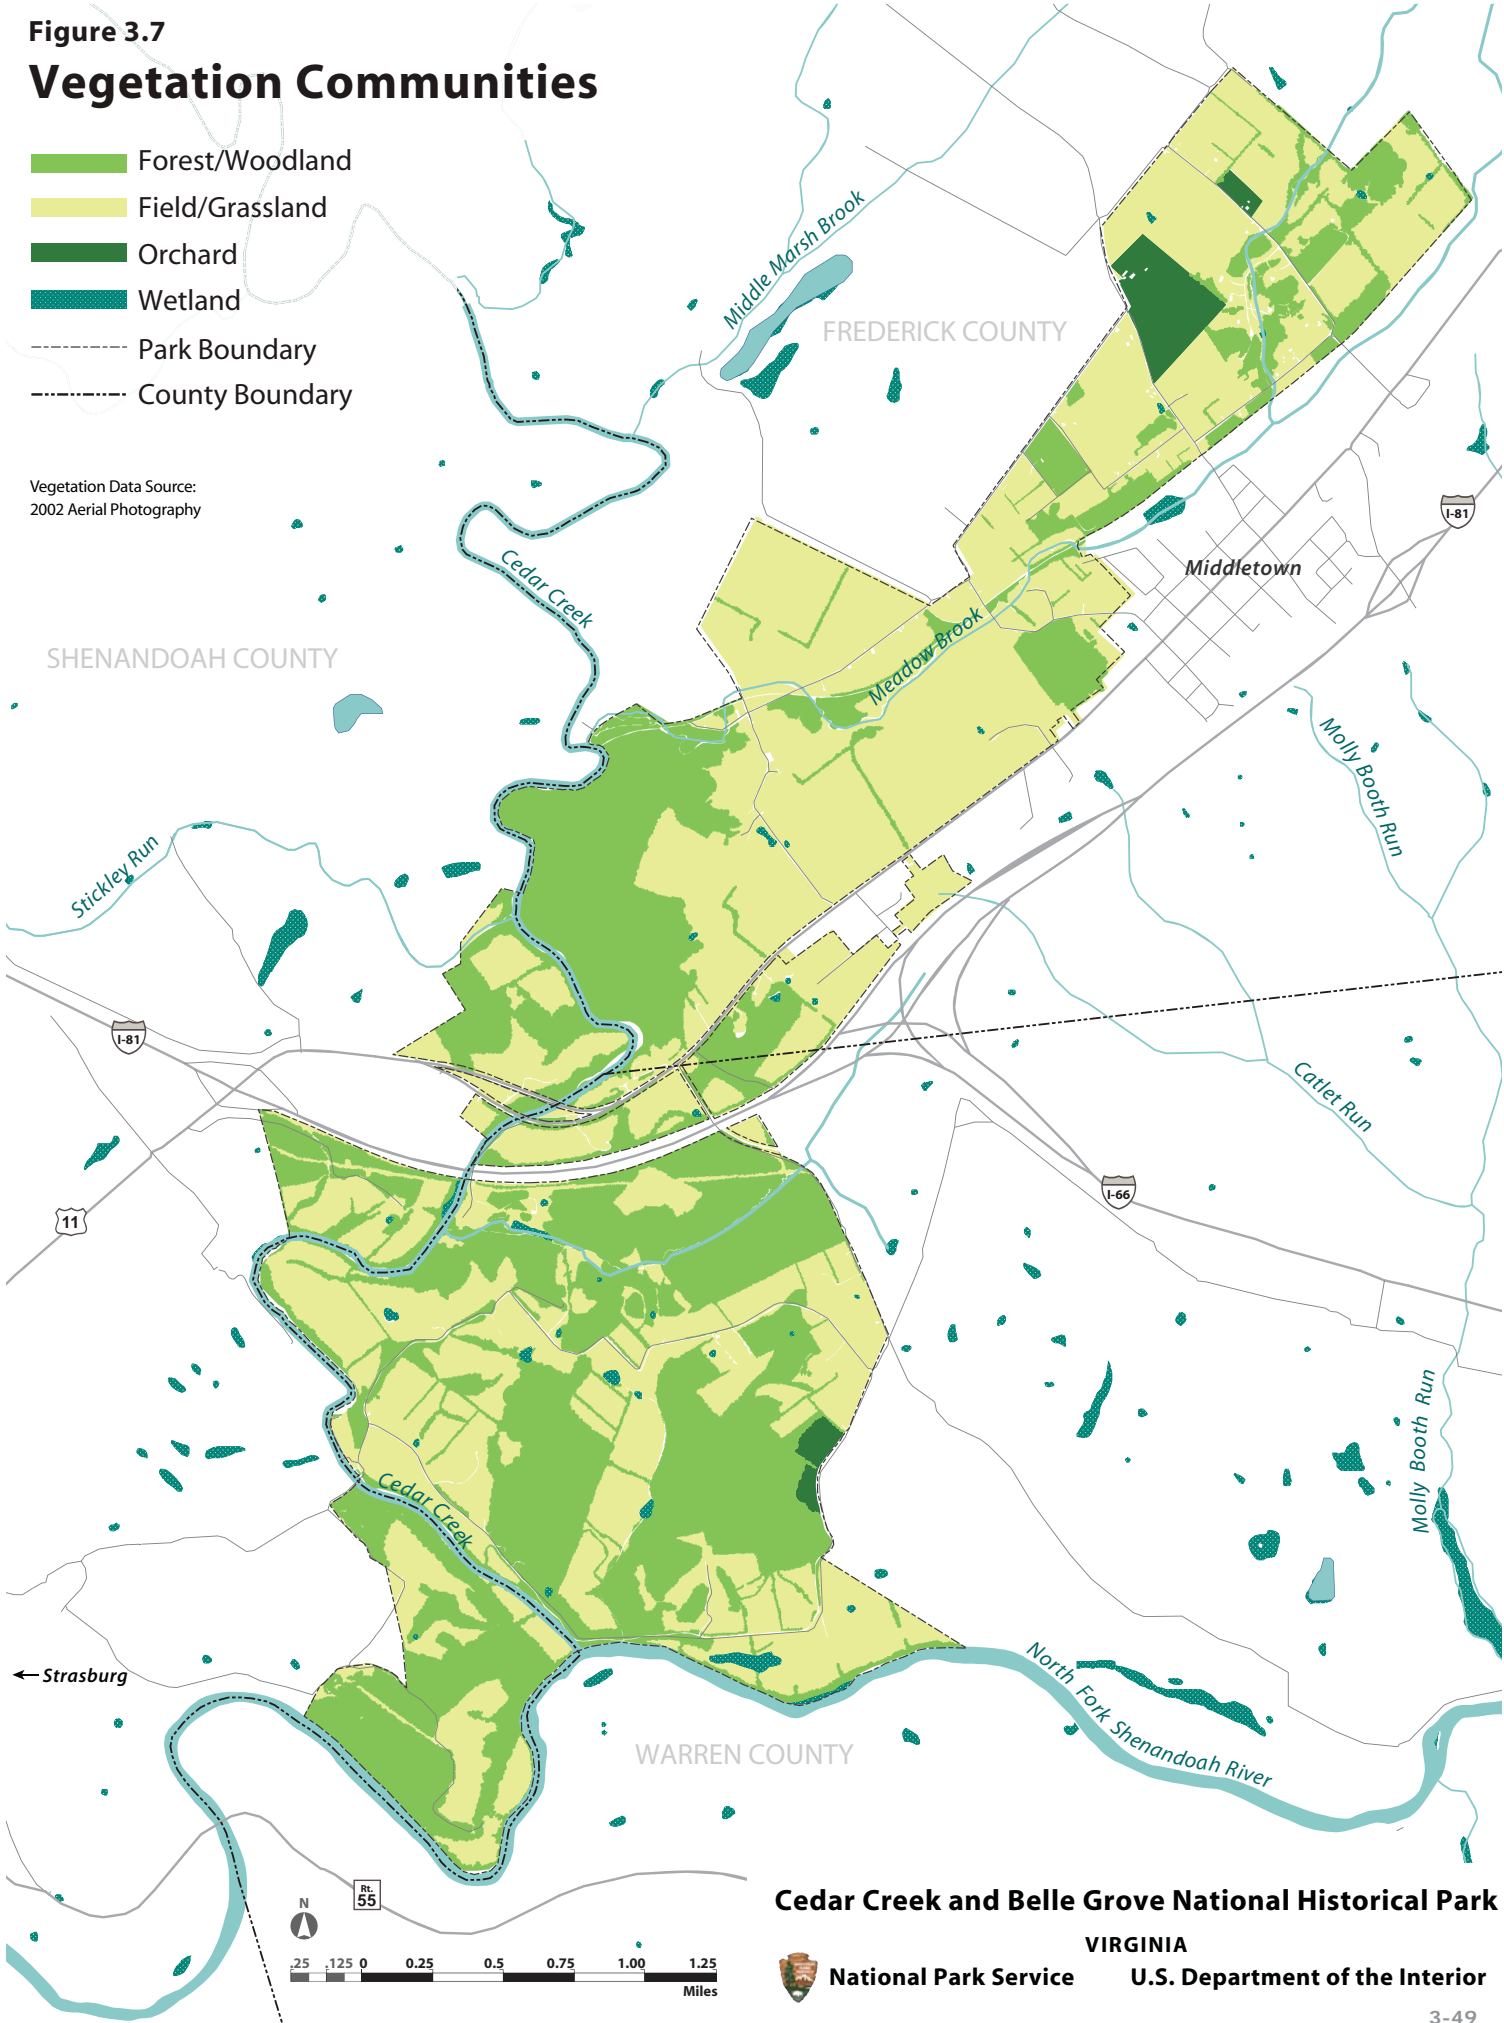 Figure 3.7
Vegetation Communities
Forest/Woodland
Field/Grassland
Orchard
Wetland
Park Boundary
County Boundary
Vegetation Data Source:
2002 Aerial Photography
Middle Marsh Brook
FREDERICK COUNTY
I-81
Middletown
Cedar Creek
SHENANDOAH COUNTY
Meadow Brook
Molly Booth Run
Stickley Run
I-81
Catlet Run
I-66
11
Molly Booth Run
Cedar Creek
North Fork Shenandoah River
Strasburg
WARREN COUNTY
Rt.
55
N
.25 .125 0 0.25 0.5 0.75 1.00 1.25
Miles
Cedar Creek and Belle Grove National Historical Park
VIRGINIA
National Park Service U.S. Department of the Interior
3-49